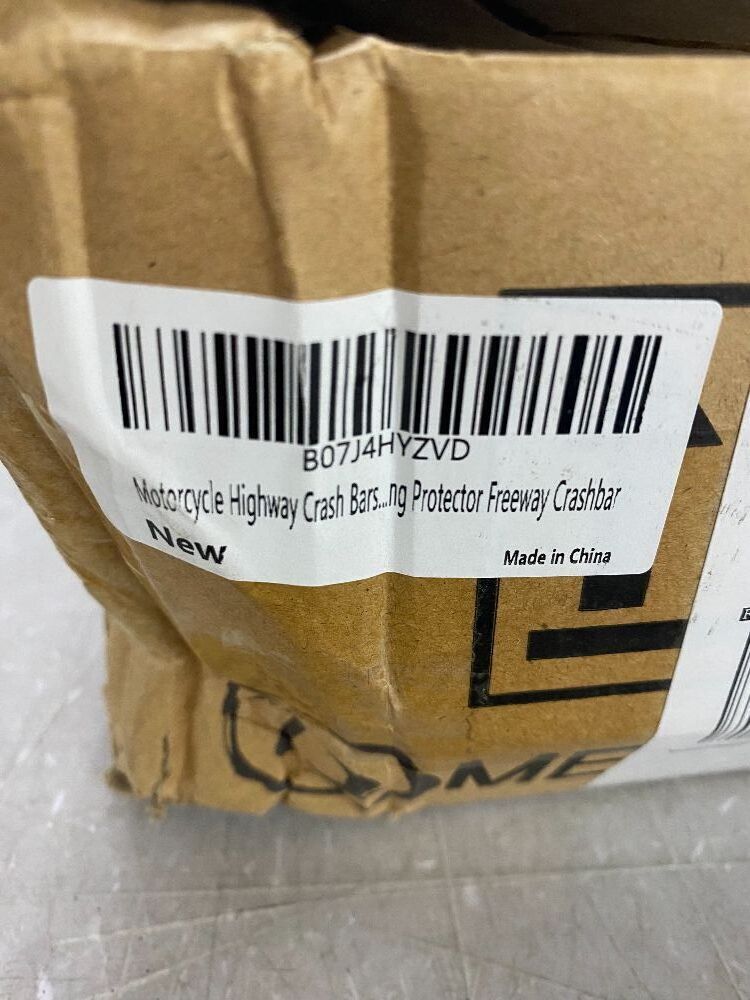 B07J4HYZVD
Motorcycle Highway Crash Bars...ng Protector Freeway Crashbar
New
Made in China